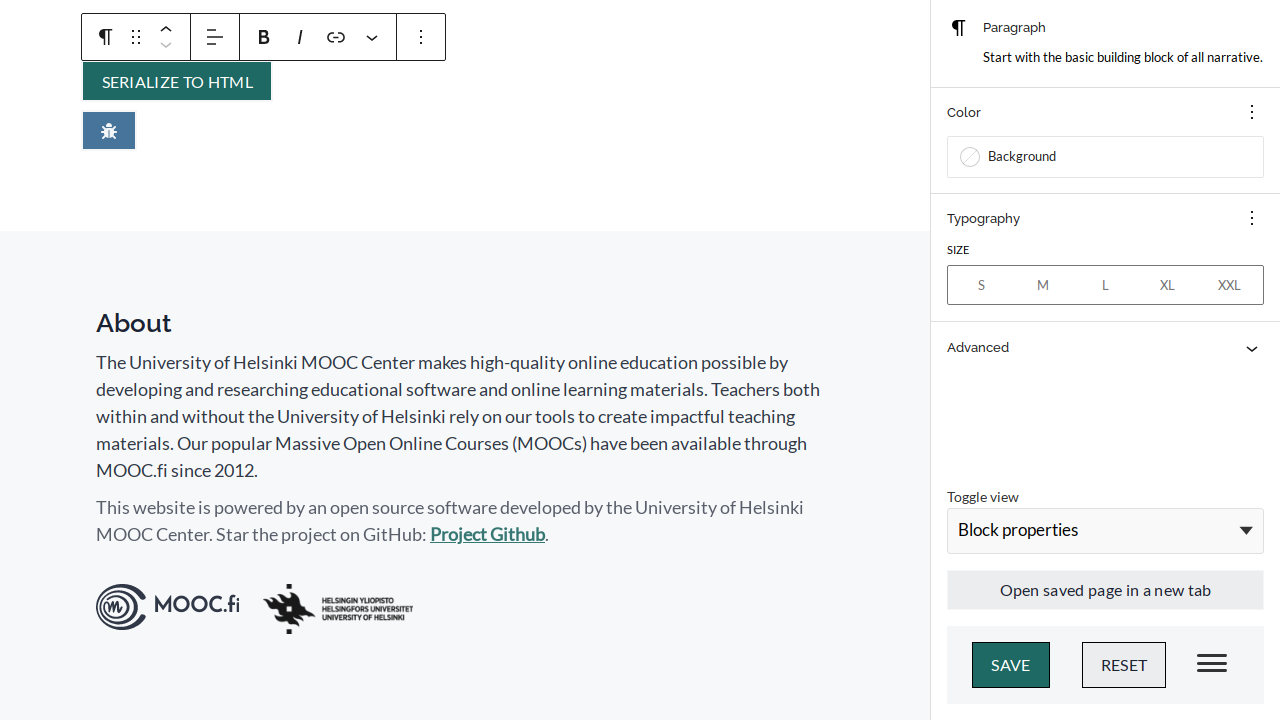 B I
SERIALIZE TO HTML
About
The University of Helsinki MOOC Center makes high-quality online education possible by
developing and researching educational software and online learning materials. Teachers both
within and without the University of Helsinki rely on our tools to create impactful teaching
materials. Our popular Massive Open Online Courses (MOOCs) have been available through
MOOC.fi since 2012.
This website is powered by an open source software developed by the University of Helsinki
MOOC Center. Star the project on GitHub: Project Github.
MOOC.fi
HELSINGIN YLIOPISTO
HELSINGFORS UNIVERSITET
UNIVERSITY OF HELSINKI
Paragraph
Start with the basic building block of all narrative.
Color
Background
Typography
SIZE
S M L XL XXL
Advanced
Toggle view
Block properties
Open saved page in a new tab
SAVE RESET